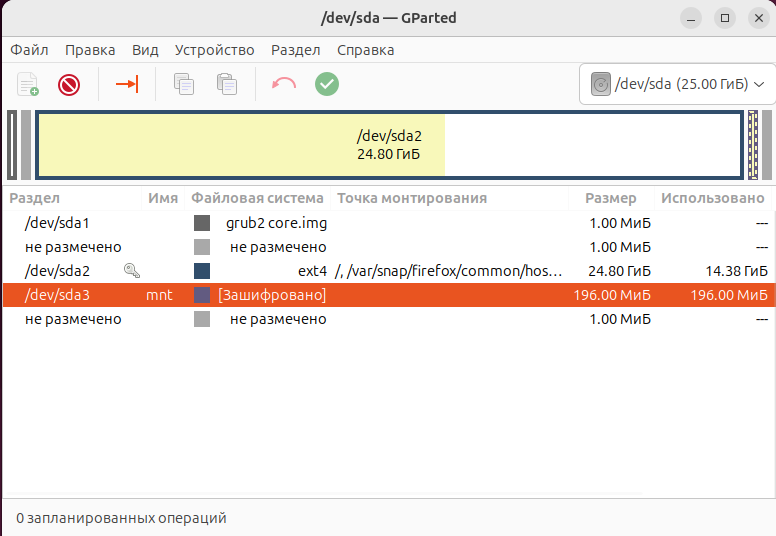 /dev/sda — GParted
Файл Правка Вид Устройство Раздел Справка
/dev/sda (25.00 ГиБ)
/dev/sda2
24.80 ГиБ
Раздел Имя Файловая система Точка монтирования Размер Использовано
/dev/sda1 grub2 core.img 1.00 МиБ ---
не размечено не размечено 1.00 МиБ ---
/dev/sda2 ext4 /, /var/snap/firefox/common/hos... 24.80 ГиБ 14.38 ГиБ
/dev/sda3 mnt [Зашифровано] 196.00 МиБ 196.00 МиБ
не размечено не размечено 1.00 МиБ ---
0 запланированных операций